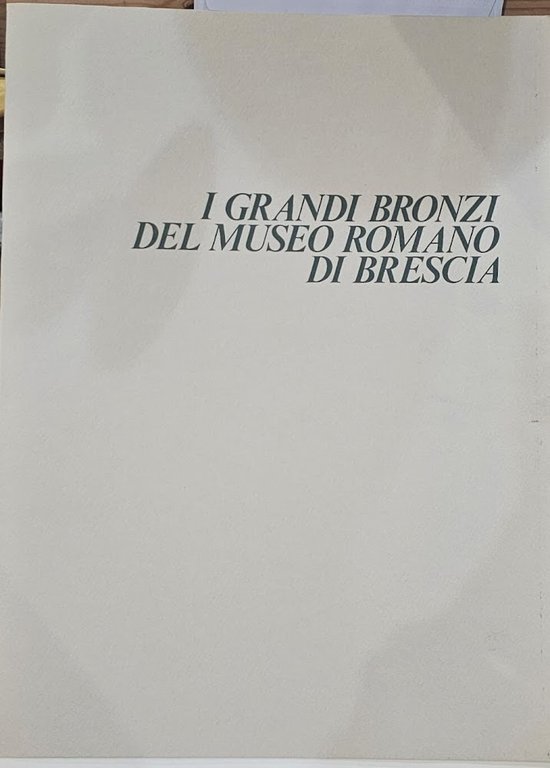 I GRANDI BRONZI
DEL MUSEO ROMANO
DI BRESCIA